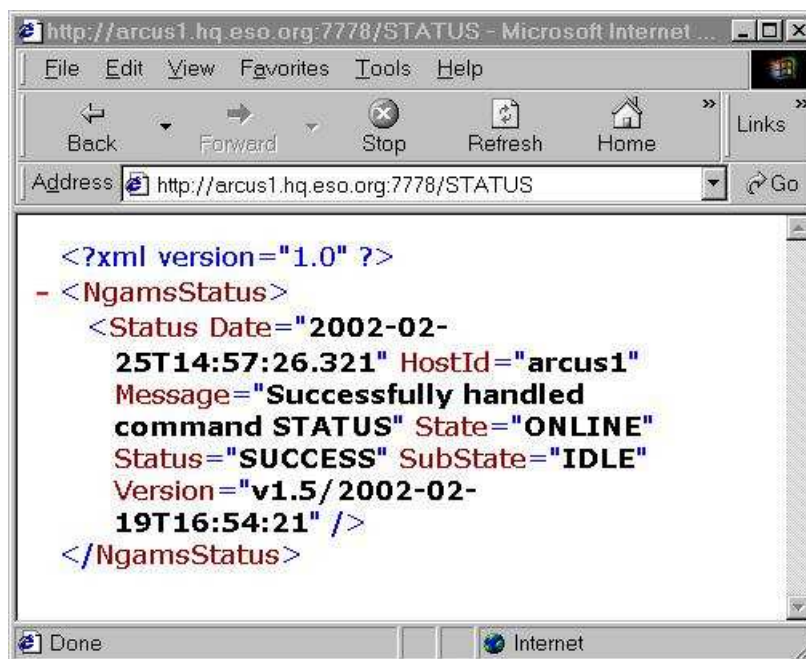 http://arcus1.hq.eso.org:7778/STATUS - Microsoft Internet ...
File Edit View Favorites Tools Help
Back Forward Stop Refresh Home » Links »
Address http://arcus1.hq.eso.org:7778/STATUS Go
<?xml version="1.0" ?>
- <NgamsStatus>
<Status Date="2002-02-
25T14:57:26.321" HostId="arcus1"
Message="Successfully handled
command STATUS" State="ONLINE"
Status="SUCCESS" SubState="IDLE"
Version="v1.5/2002-02-
19T16:54:21" />
</NgamsStatus>
Done Internet